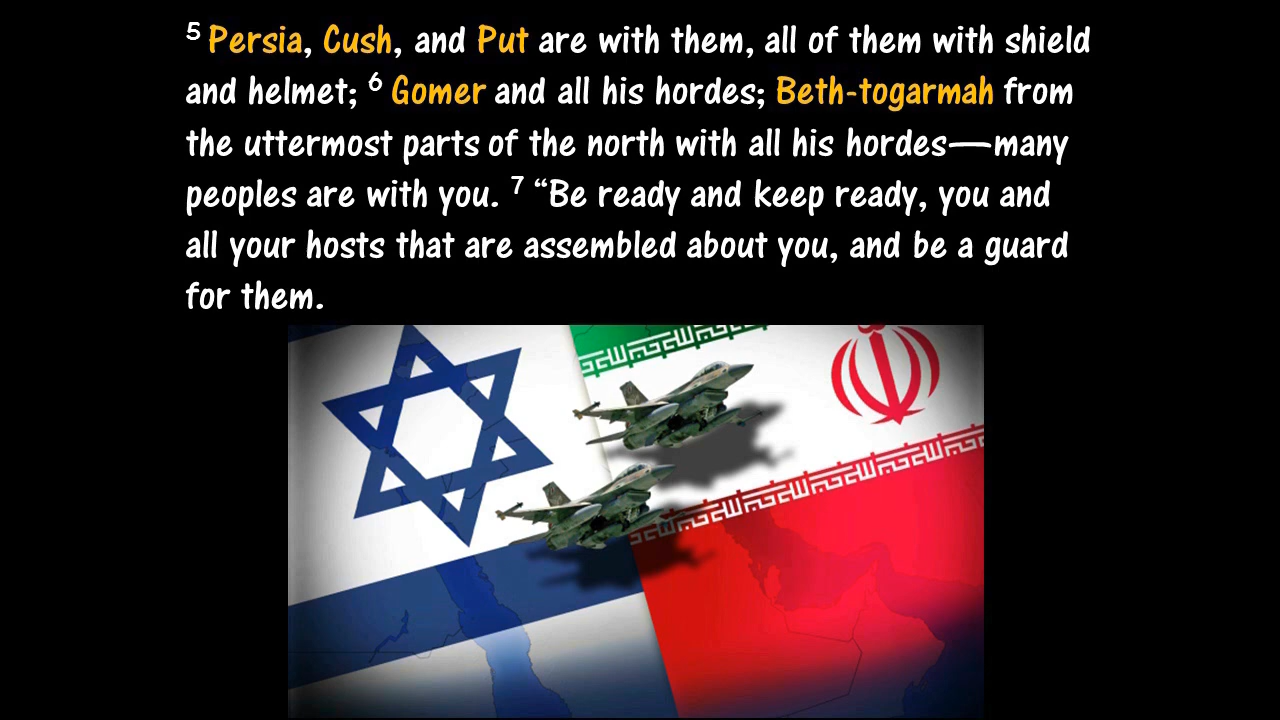 ⁵ Persia, Cush, and Put are with them, all of them with shield
and helmet; ⁶ Gomer and all his hordes; Beth-togarmah from
the uttermost parts of the north with all his hordes—many
peoples are with you. ⁷ “Be ready and keep ready, you and
all your hosts that are assembled about you, and be a guard
for them.